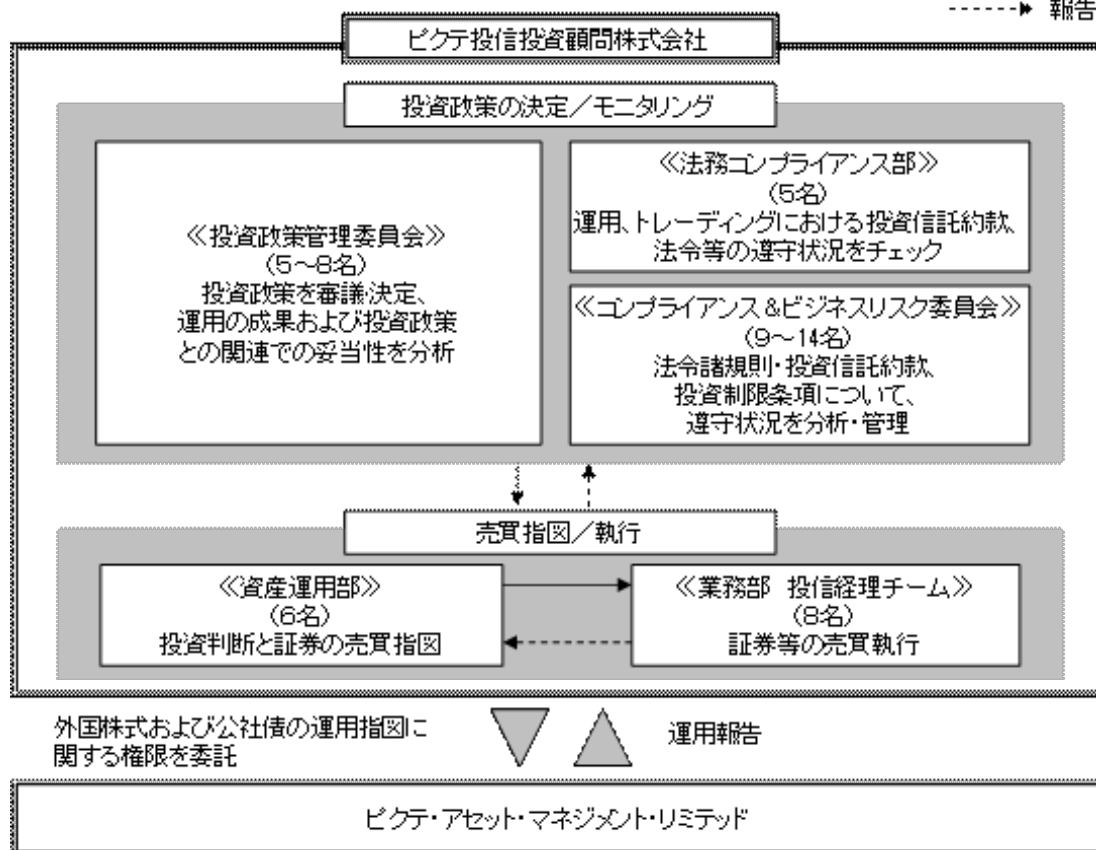 報告
ピクテ投信投資顧問株式会社
投資政策の決定／モニタリング
≪投資政策管理委員会≫
(5～8名)
投資政策を審議・決定、
運用の成果および投資政策
との関連での妥当性を分析
≪法務コンプライアンス部≫
(5名)
運用、トレーディングにおける投資信託約款、
法令等の遵守状況をチェック
≪コンプライアンス＆ビジネスリスク委員会≫
(9～14名)
法令諸規則・投資信託約款、
投資制限条項について、
遵守状況を分析・管理
売買指図／執行
≪資産運用部≫
(6名)
投資判断と証券の売買指図
≪業務部　投信経理チーム≫
(8名)
証券等の売買執行
外国株式および公社債の運用指図に
関する権限を委託
運用報告
ピクテ・アセット・マネジメント・リミテッド